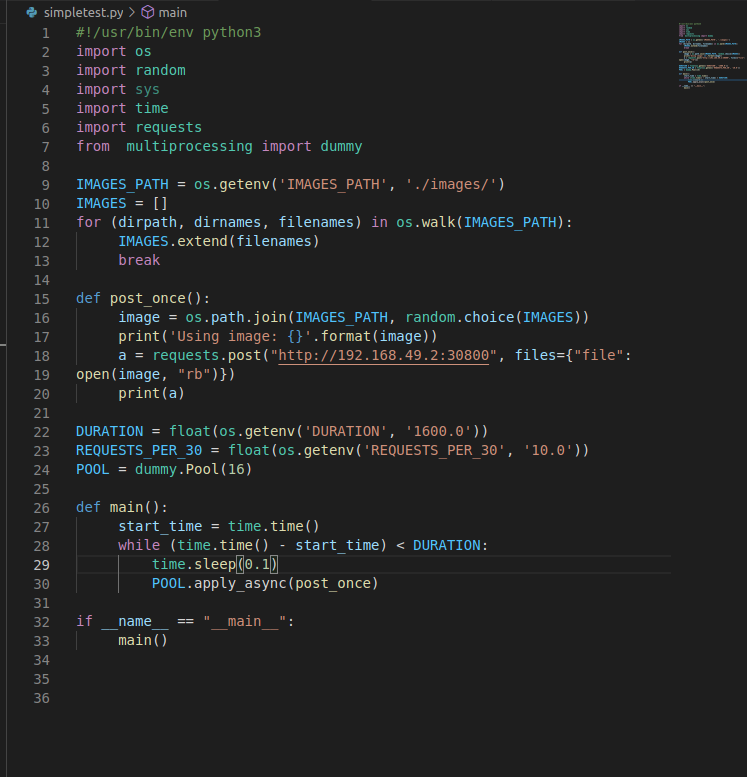 simpletest.py > main
1 #!/usr/bin/env python3
2 import os
3 import random
4 import sys
5 import time
6 import requests
7 from  multiprocessing import dummy
8
9 IMAGES_PATH = os.getenv('IMAGES_PATH', './images/')
10 IMAGES = []
11 for (dirpath, dirnames, filenames) in os.walk(IMAGES_PATH):
12      IMAGES.extend(filenames)
13      break
14
15 def post_once():
16      image = os.path.join(IMAGES_PATH, random.choice(IMAGES))
17      print('Using image: {}'.format(image))
18      a = requests.post("http://192.168.49.2:30800", files={"file":
19 open(image, "rb")})
20      print(a)
21
22 DURATION = float(os.getenv('DURATION', '1600.0'))
23 REQUESTS_PER_30 = float(os.getenv('REQUESTS_PER_30', '10.0'))
24 POOL = dummy.Pool(16)
25
26 def main():
27      start_time = time.time()
28      while (time.time() - start_time) < DURATION:
29          time.sleep(0.1)
30          POOL.apply_async(post_once)
31
32 if __name__ == "__main__":
33      main()
34
35
36